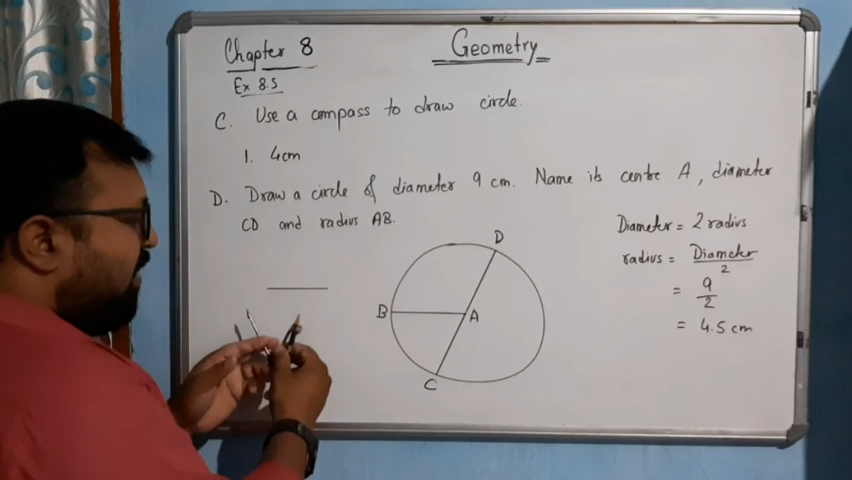 Chapter 8
Geometry
Ex 8.5
C. Use a compass to draw circle.
1. 4cm
D. Draw a circle of diameter 9 cm. Name its centre A, diameter
CD and radius AB.
Diameter = 2 radius
radius = Diameter
2
= 9
2
= 4.5 cm
D
B
A
C